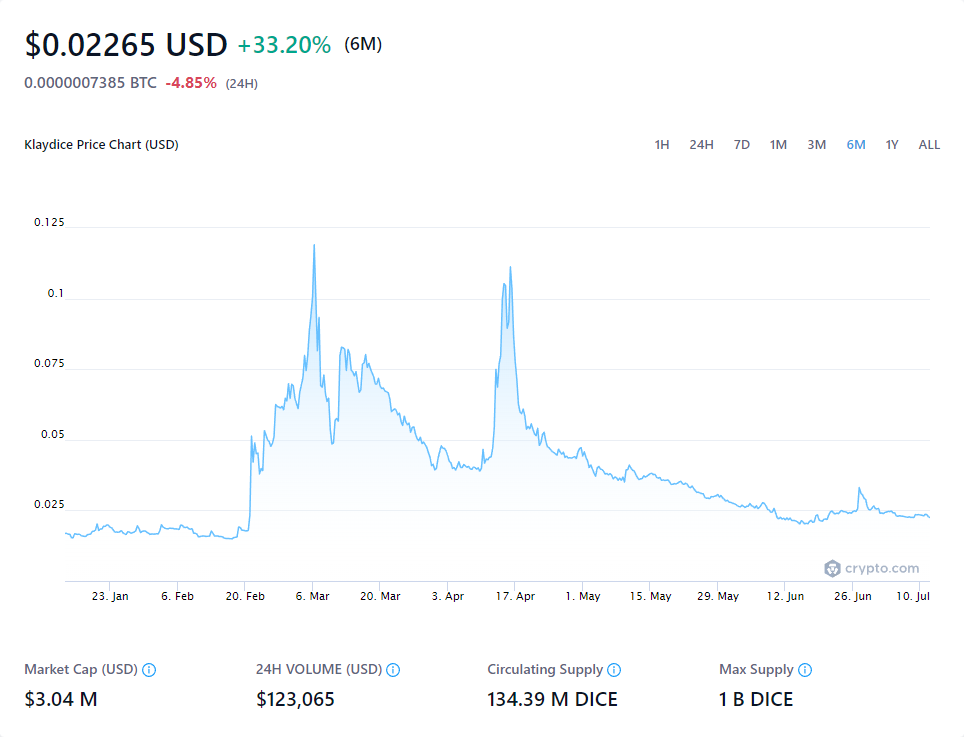 $0.02265 USD +33.20% (6M)
0.0000007385 BTC -4.85% (24H)
Klaydice Price Chart (USD) 1H 24H 7D 1M 3M 6M 1Y ALL
0.125
0.1
0.075
0.05
0.025
crypto.com
23. Jan 6. Feb 20. Feb 6. Mar 20. Mar 3. Apr 17. Apr 1. May 15. May 29. May 12. Jun 26. Jun 10. Jul
Market Cap (USD) 24H VOLUME (USD) Circulating Supply Max Supply
$3.04 M $123,065 134.39 M DICE 1 B DICE